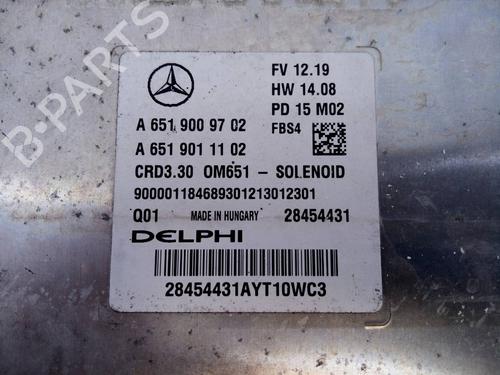 FV 12.19
HW 14.08
PD 15 M02
FBS4
A 651 900 97 02
A 651 901 11 02
CRD3.30 OM651 - SOLENOID
900001184689301213012301
Q01 MADE IN HUNGARY 28454431
DELPHI
28454431AYT10WC3
B-PARTS